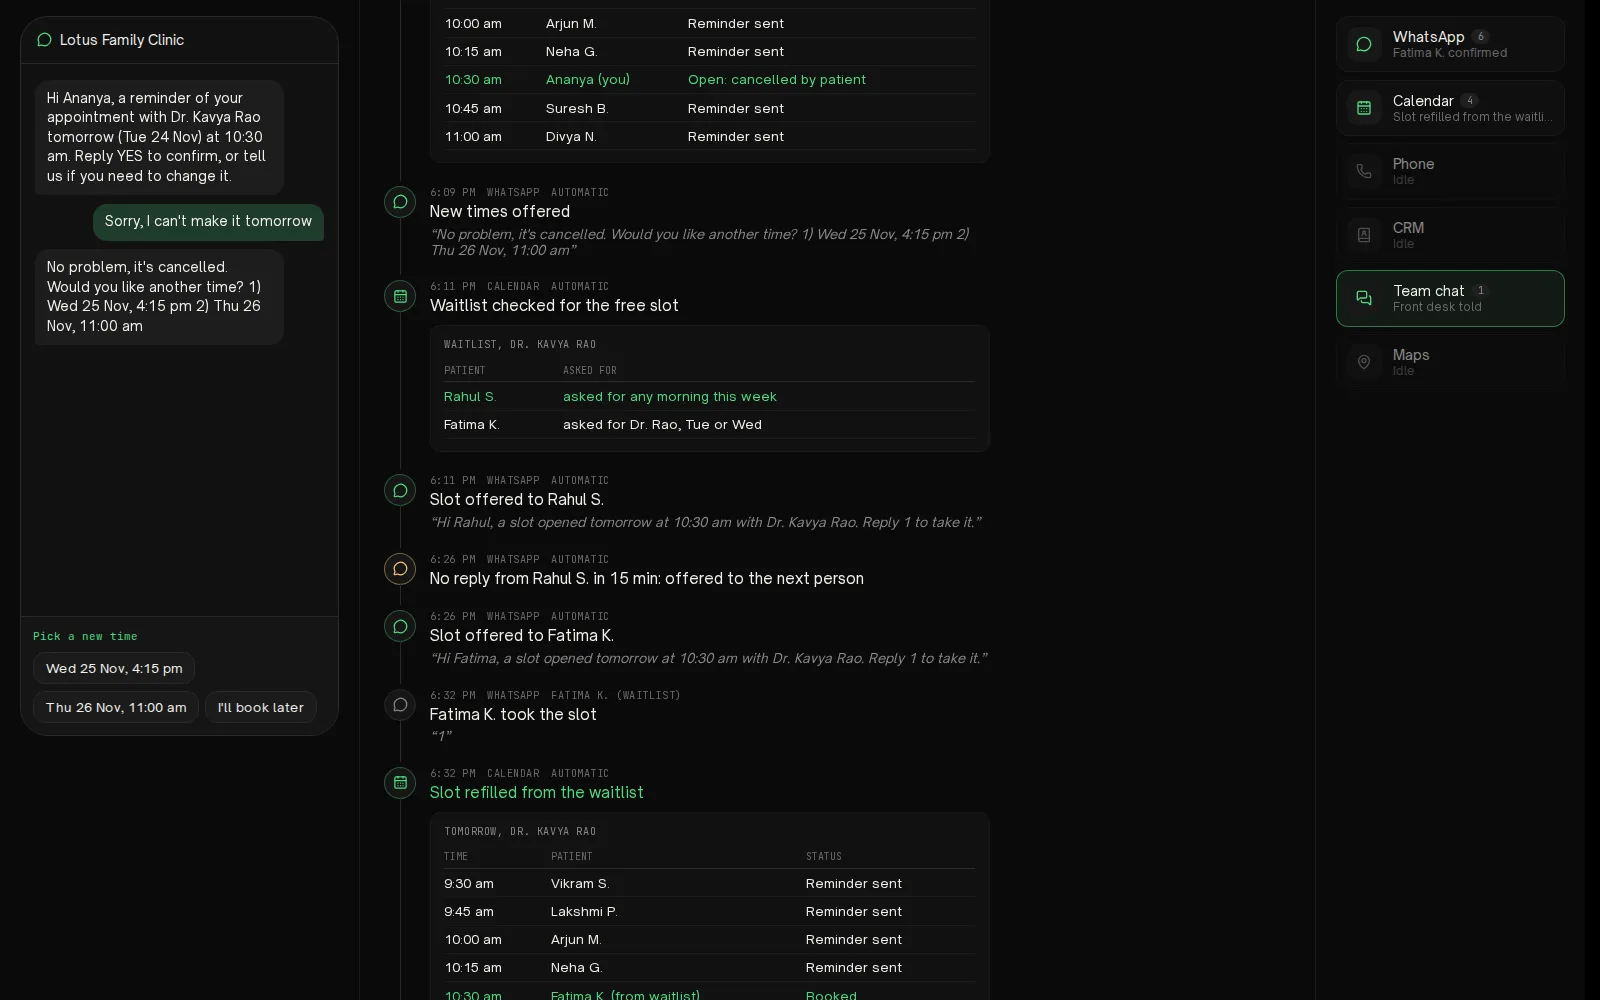 Lotus Family Clinic
Hi Ananya, a reminder of your
appointment with Dr. Kavya Rao
tomorrow (Tue 24 Nov) at 10:30
am. Reply YES to confirm, or tell
us if you need to change it.
Sorry, I can't make it tomorrow
No problem, it's cancelled.
Would you like another time? 1)
Wed 25 Nov, 4:15 pm 2) Thu 26
Nov, 11:00 am
Pick a new time
Wed 25 Nov, 4:15 pm
Thu 26 Nov, 11:00 am I'll book later
10:00 am Arjun M. Reminder sent
10:15 am Neha G. Reminder sent
10:30 am Ananya (you) Open: cancelled by patient
10:45 am Suresh B. Reminder sent
11:00 am Divya N. Reminder sent
6:09 PM WHATSAPP AUTOMATIC
New times offered
“No problem, it's cancelled. Would you like another time? 1) Wed 25 Nov, 4:15 pm 2)
Thu 26 Nov, 11:00 am”
6:11 PM CALENDAR AUTOMATIC
Waitlist checked for the free slot
WAITLIST, DR. KAVYA RAO
PATIENT ASKED FOR
Rahul S. asked for any morning this week
Fatima K. asked for Dr. Rao, Tue or Wed
6:11 PM WHATSAPP AUTOMATIC
Slot offered to Rahul S.
“Hi Rahul, a slot opened tomorrow at 10:30 am with Dr. Kavya Rao. Reply 1 to take it.”
6:26 PM WHATSAPP AUTOMATIC
No reply from Rahul S. in 15 min: offered to the next person
6:26 PM WHATSAPP AUTOMATIC
Slot offered to Fatima K.
“Hi Fatima, a slot opened tomorrow at 10:30 am with Dr. Kavya Rao. Reply 1 to take it.”
6:32 PM WHATSAPP FATIMA K. (WAITLIST)
Fatima K. took the slot
“1”
6:32 PM CALENDAR AUTOMATIC
Slot refilled from the waitlist
TOMORROW, DR. KAVYA RAO
TIME PATIENT STATUS
9:30 am Vikram S. Reminder sent
9:45 am Lakshmi P. Reminder sent
10:00 am Arjun M. Reminder sent
10:15 am Neha G. Reminder sent
10:30 am Fatima K. (from waitlist) Booked
WhatsApp 6
Fatima K. confirmed
Calendar 4
Slot refilled from the waitli...
Phone
Idle
CRM
Idle
Team chat 1
Front desk told
Maps
Idle